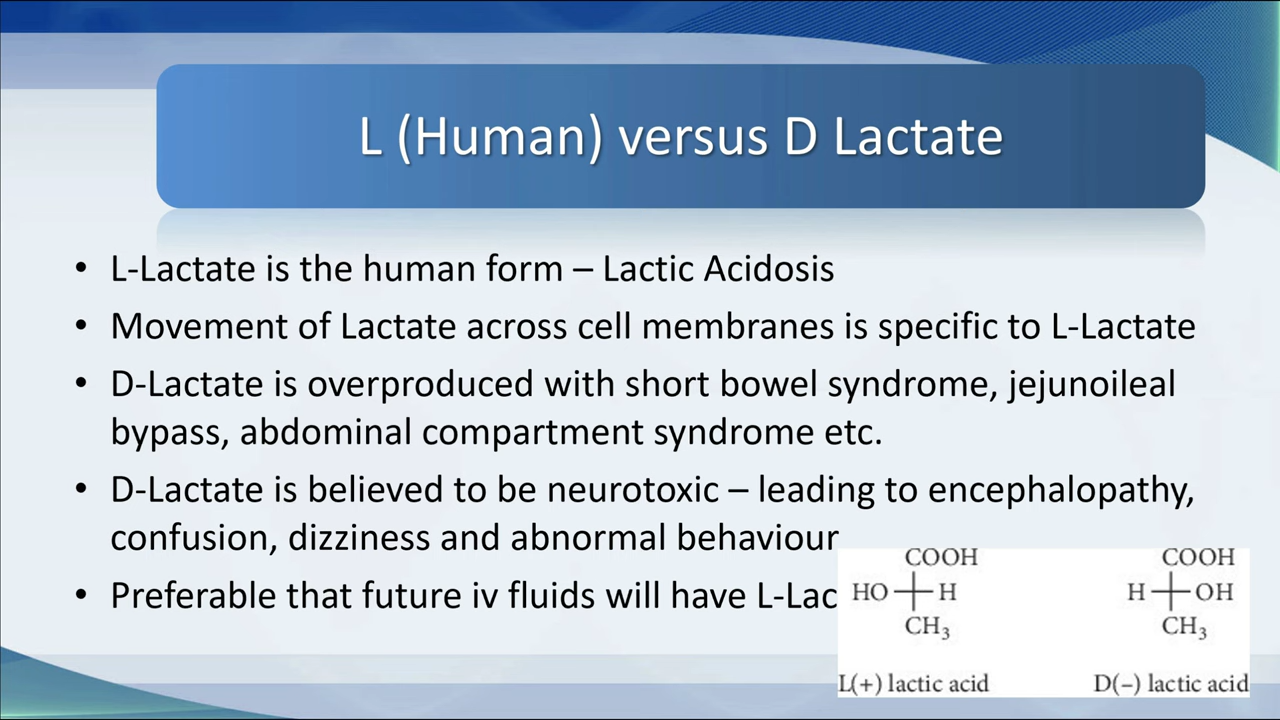 L (Human) versus D Lactate
• L-Lactate is the human form – Lactic Acidosis
• Movement of Lactate across cell membranes is specific to L-Lactate
• D-Lactate is overproduced with short bowel syndrome, jejunoileal
bypass, abdominal compartment syndrome etc.
• D-Lactate is believed to be neurotoxic – leading to encephalopathy,
confusion, dizziness and abnormal behaviour
• Preferable that future iv fluids will have L-Lac
COOH
HO H
CH₃
L(+) lactic acid
COOH
H OH
CH₃
D(−) lactic acid